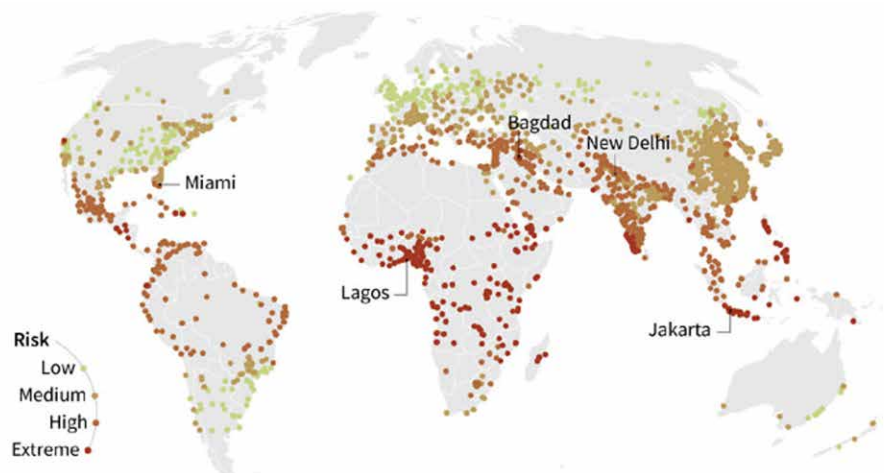 Bagdad
New Delhi
Miami
Lagos
Jakarta
Risk
Low
Medium
High
Extreme